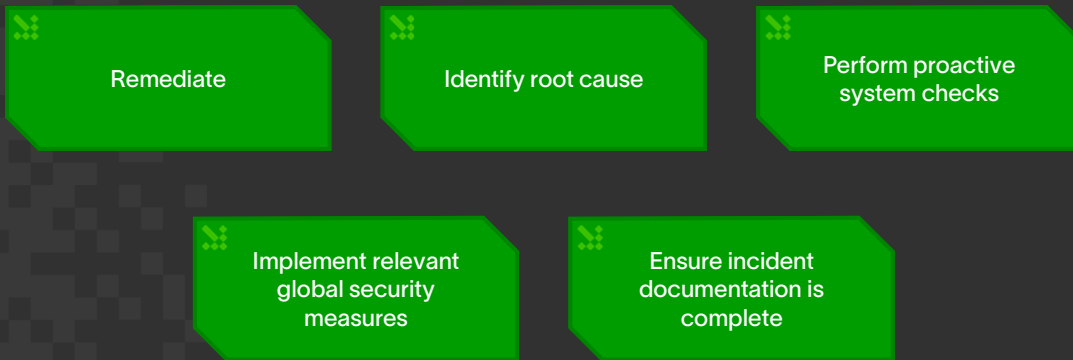 Remediate
Identify root cause
Perform proactive
system checks
Implement relevant
global security
measures
Ensure incident
documentation is
complete